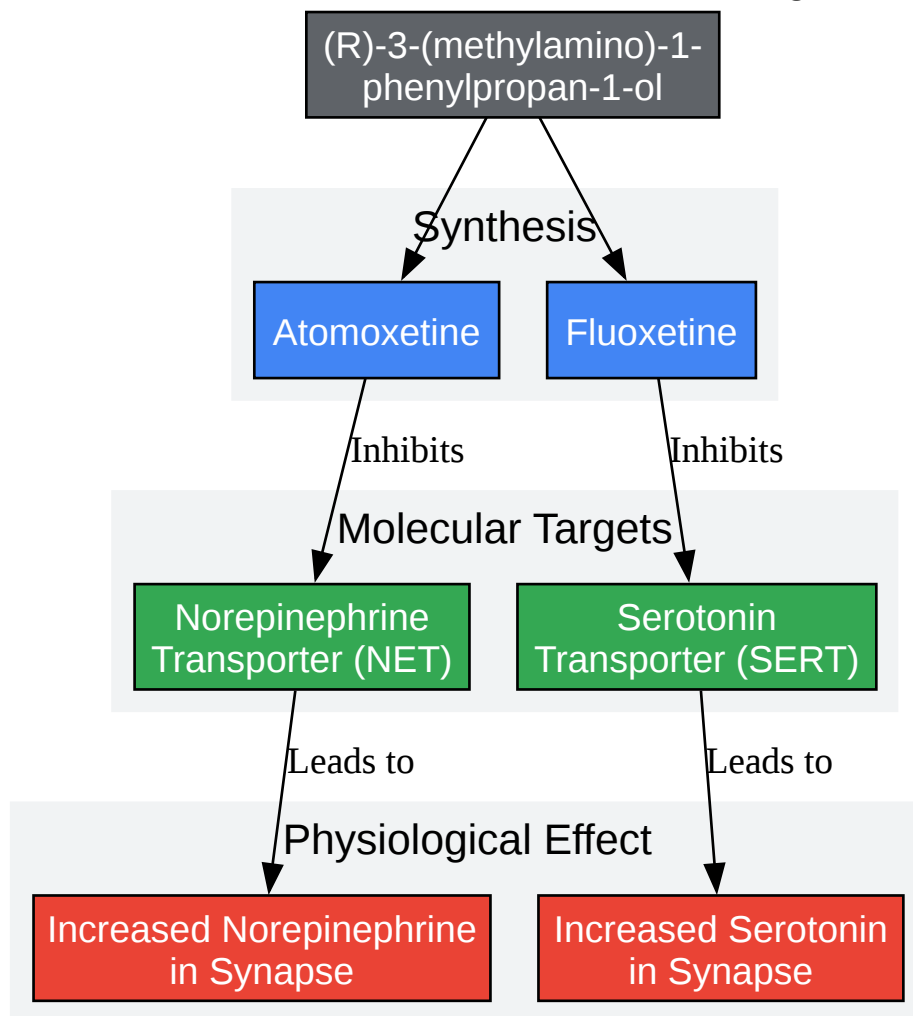 (R)-3-(methylamino)-1-
phenylpropan-1-ol
Synthesis
Atomoxetine
Fluoxetine
Inhibits
Inhibits
Molecular Targets
Norepinephrine
Transporter (NET)
Serotonin
Transporter (SERT)
Leads to
Leads to
Physiological Effect
Increased Norepinephrine
in Synapse
Increased Serotonin
in Synapse